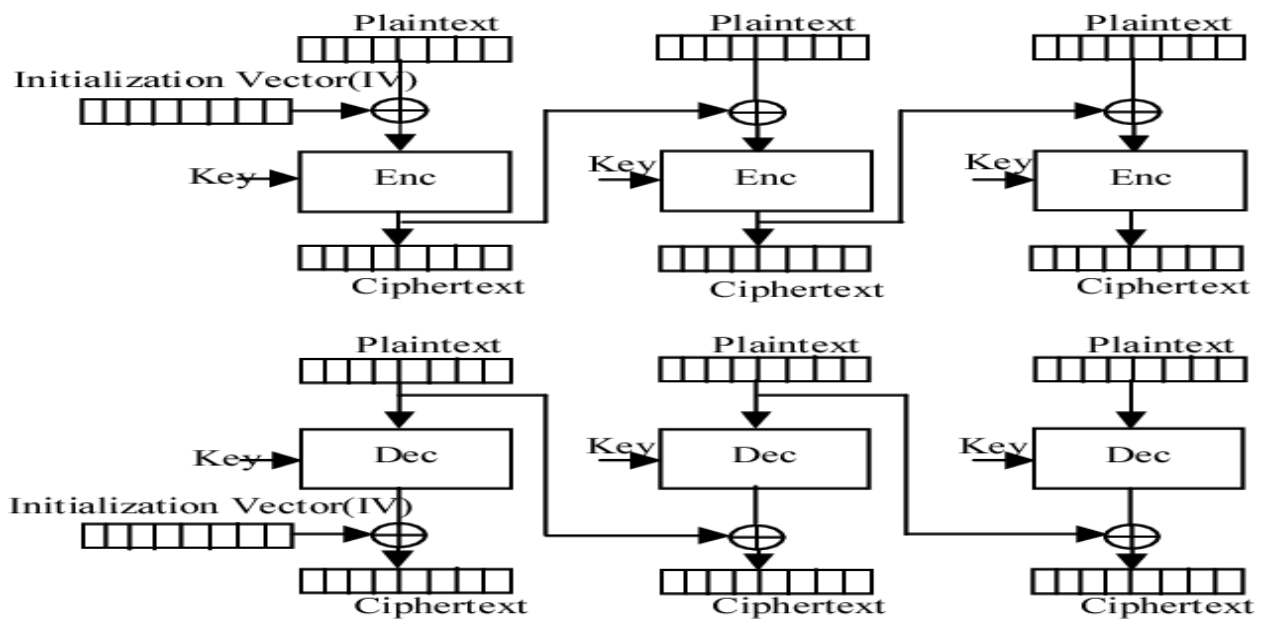 Plaintext Plaintext Plaintext
Initialization Vector(IV)
Key Enc Key Enc Key Enc
Ciphertext Ciphertext Ciphertext
Plaintext Plaintext Plaintext
Key Dec Key Dec Key Dec
Initialization Vector(IV)
Ciphertext Ciphertext Ciphertext